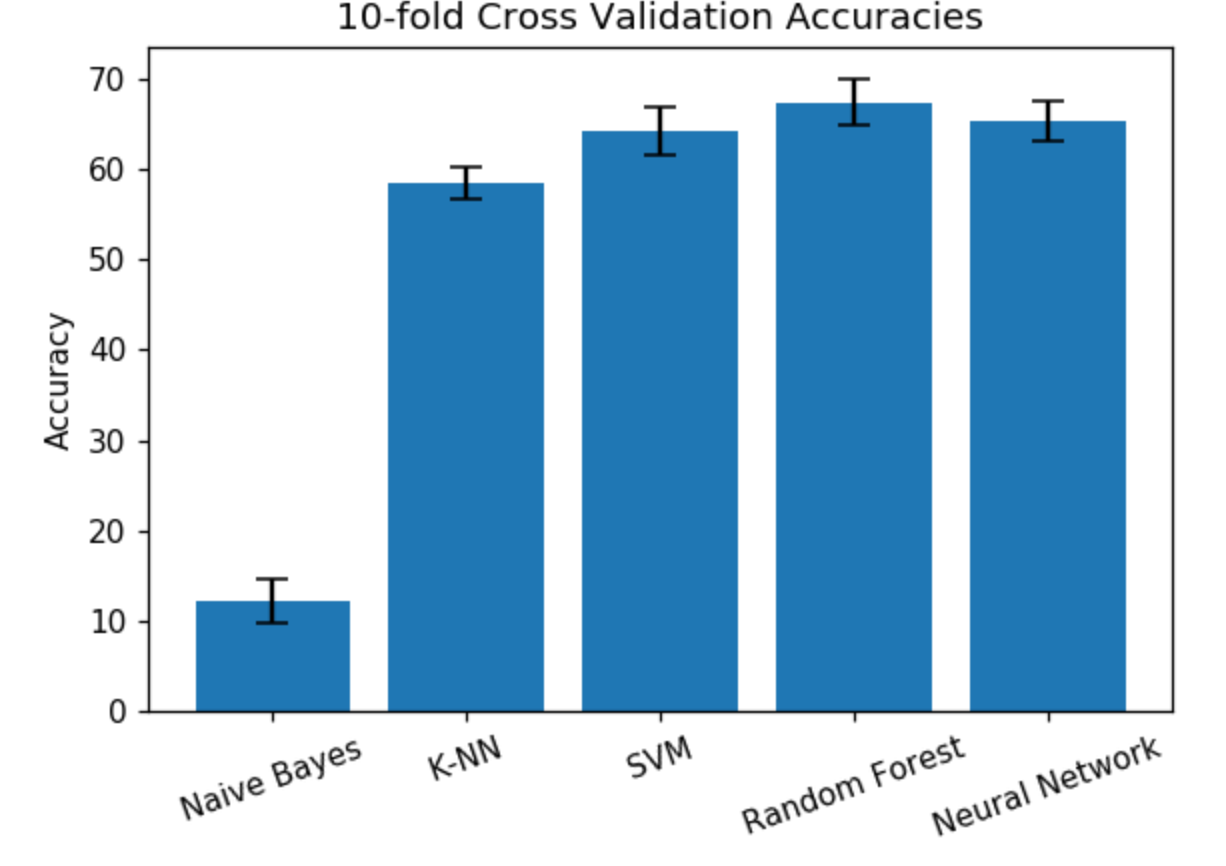 10-fold Cross Validation Accuracies
70
60
50
40
30
20
10
0
Accuracy
Naive Bayes
K-NN
SVM
Random Forest
Neural Network